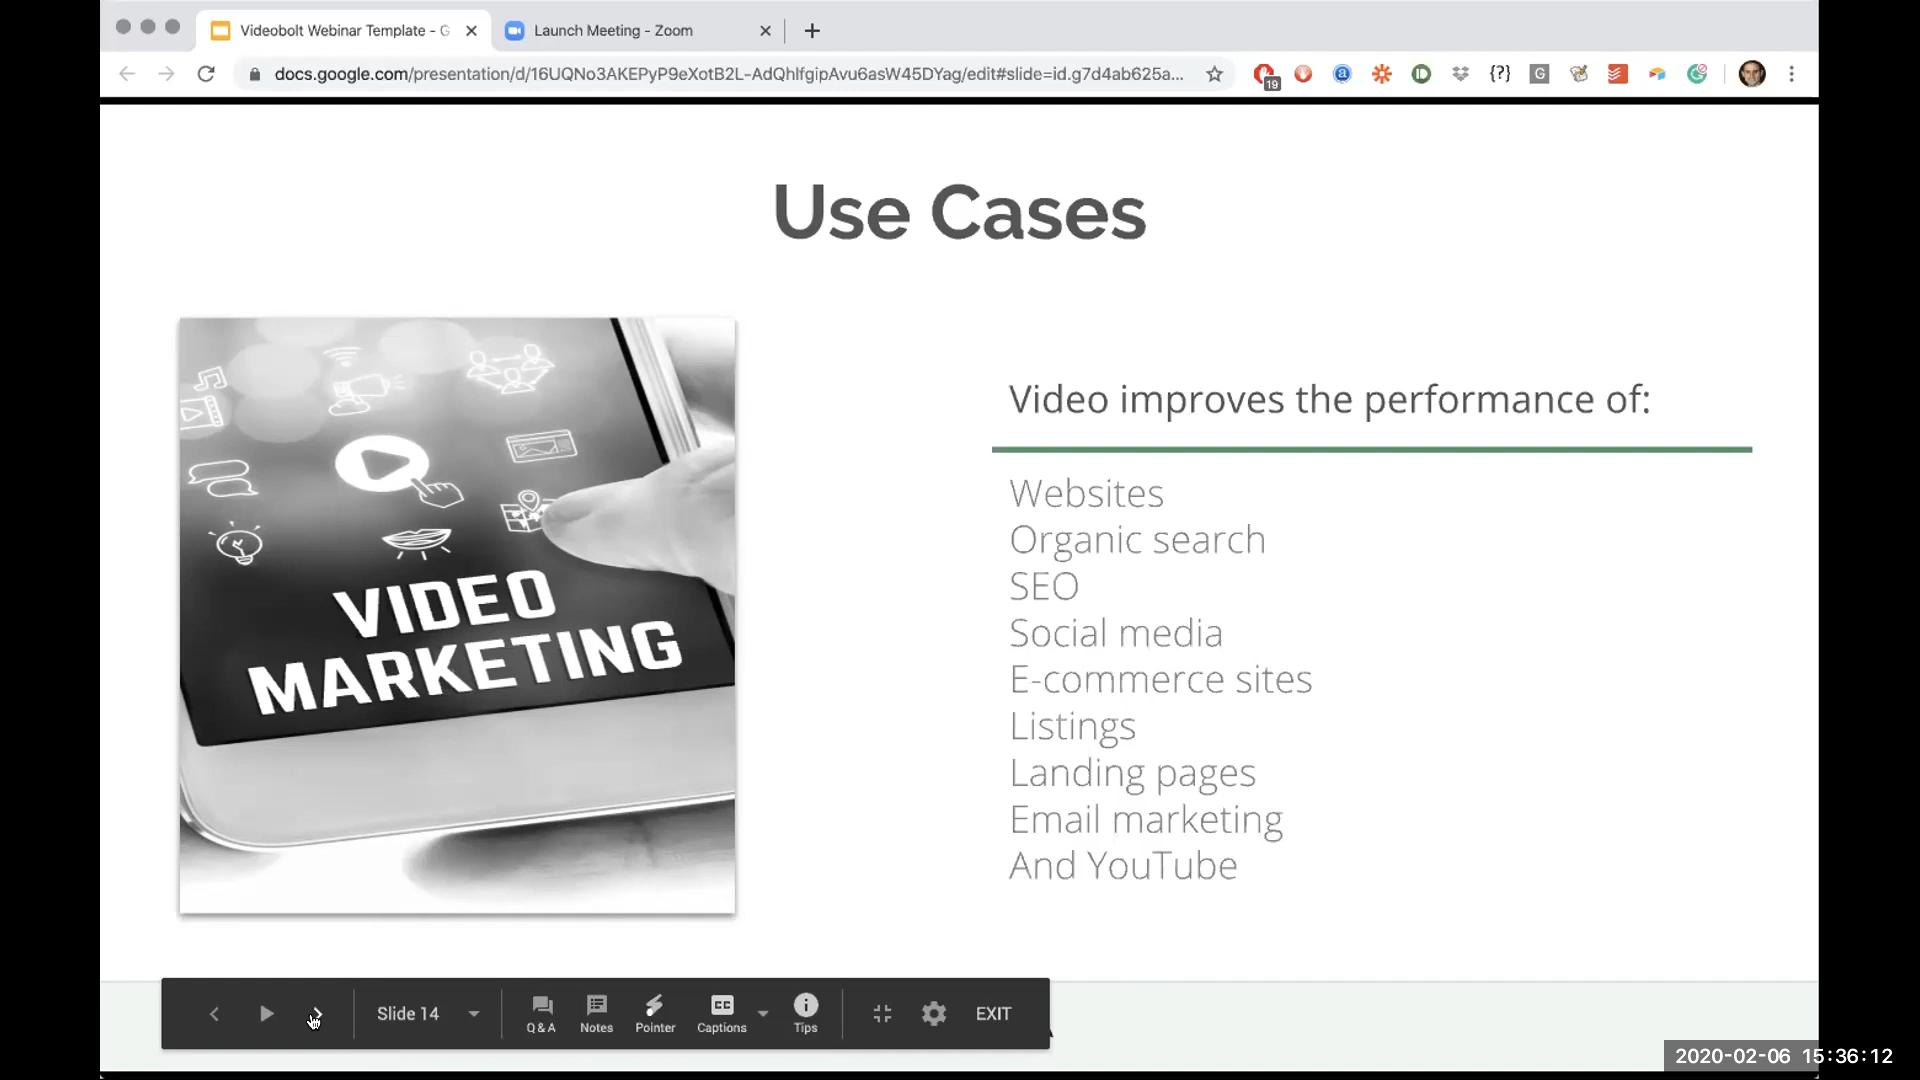 Videobolt Webinar Template - G
Launch Meeting - Zoom
docs.google.com/presentation/d/16UQNo3AKEPyP9eXotB2L-AdQhlfgipAvu6asW45DYag/edit#slide=id.g7d4ab625a...
19
{?}
G
Use Cases
VIDEO
MARKETING
Video improves the performance of:
Websites
Organic search
SEO
Social media
E-commerce sites
Listings
Landing pages
Email marketing
And YouTube
Slide 14
Q & A
Notes
Pointer
CC
Captions
Tips
EXIT
2020-02-06 15:36:12